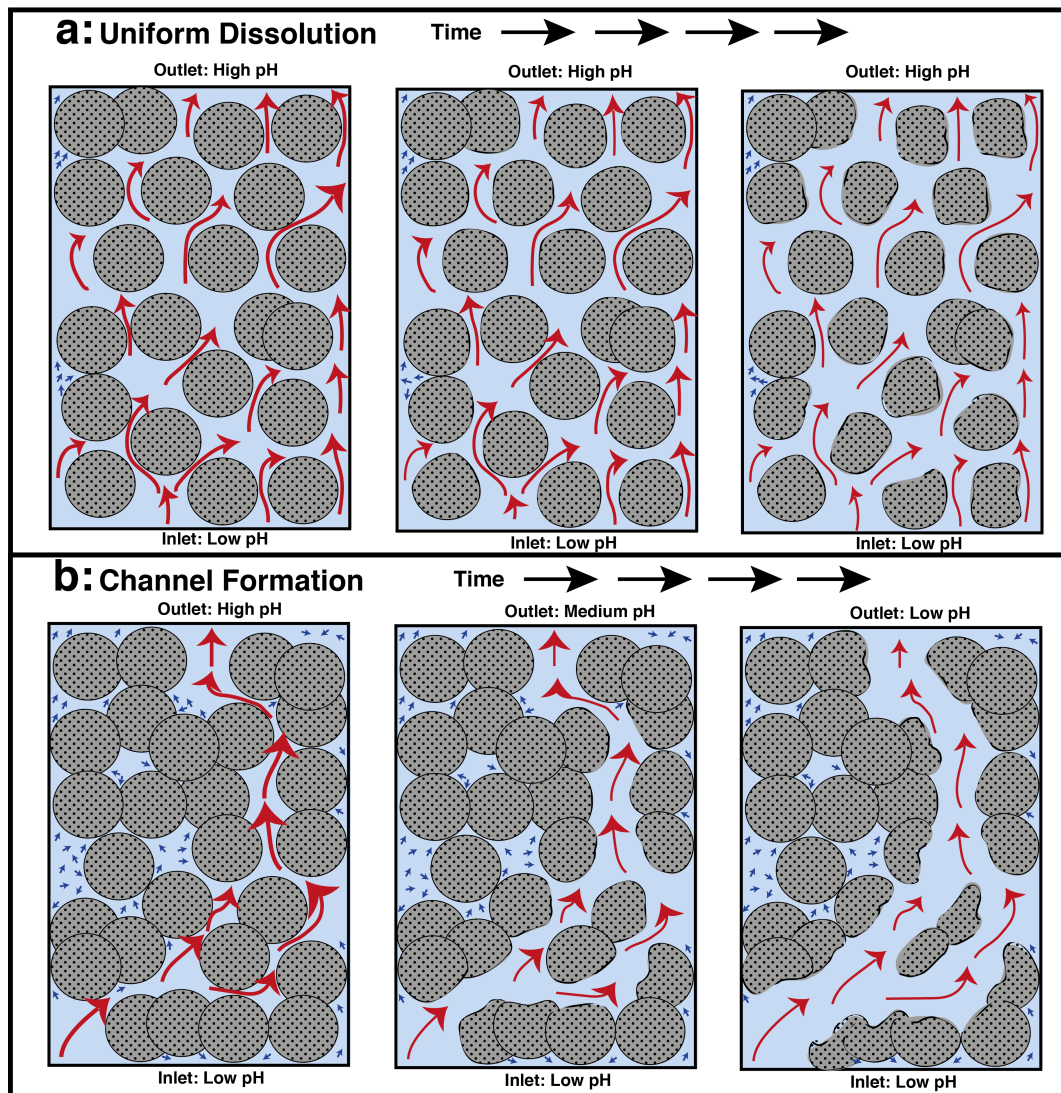 a: Uniform Dissolution Time
Outlet: High pH Outlet: High pH Outlet: High pH
Inlet: Low pH Inlet: Low pH Inlet: Low pH
b: Channel Formation Time
Outlet: High pH Outlet: Medium pH Outlet: Low pH
Inlet: Low pH Inlet: Low pH Inlet: Low pH